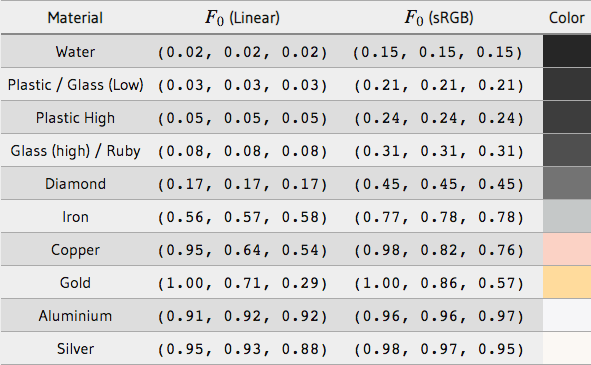 Material F0 (Linear) F0 (sRGB) Color
Water (0.02, 0.02, 0.02) (0.15, 0.15, 0.15)
Plastic / Glass (Low) (0.03, 0.03, 0.03) (0.21, 0.21, 0.21)
Plastic High (0.05, 0.05, 0.05) (0.24, 0.24, 0.24)
Glass (high) / Ruby (0.08, 0.08, 0.08) (0.31, 0.31, 0.31)
Diamond (0.17, 0.17, 0.17) (0.45, 0.45, 0.45)
Iron (0.56, 0.57, 0.58) (0.77, 0.78, 0.78)
Copper (0.95, 0.64, 0.54) (0.98, 0.82, 0.76)
Gold (1.00, 0.71, 0.29) (1.00, 0.86, 0.57)
Aluminium (0.91, 0.92, 0.92) (0.96, 0.96, 0.97)
Silver (0.95, 0.93, 0.88) (0.98, 0.97, 0.95)